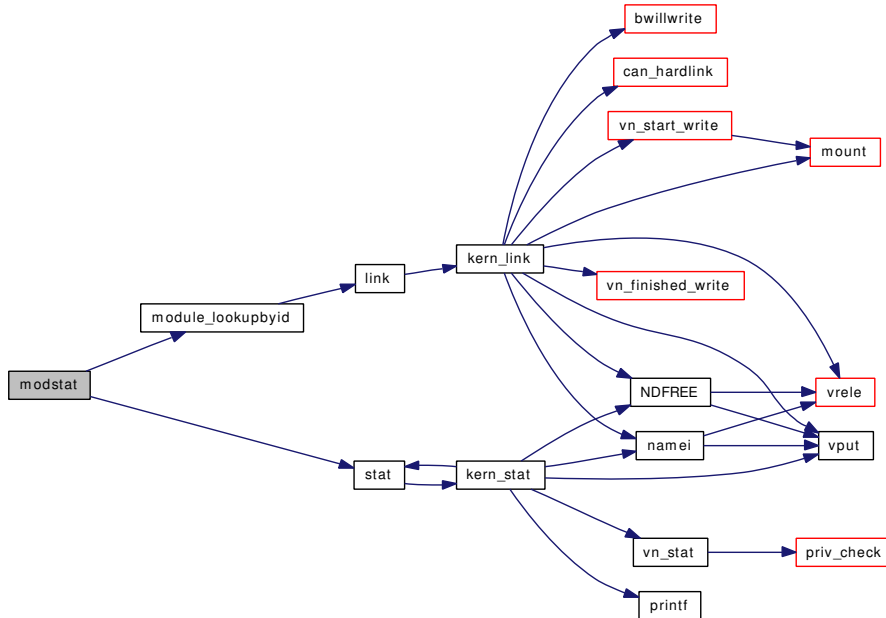 bwillwrite
can_hardlink
vn_start_write
mount
kern_link
link
vn_finished_write
module_lookupbyid
modstat
NDFREE
vrele
namei
vput
stat
kern_stat
vn_stat
priv_check
printf